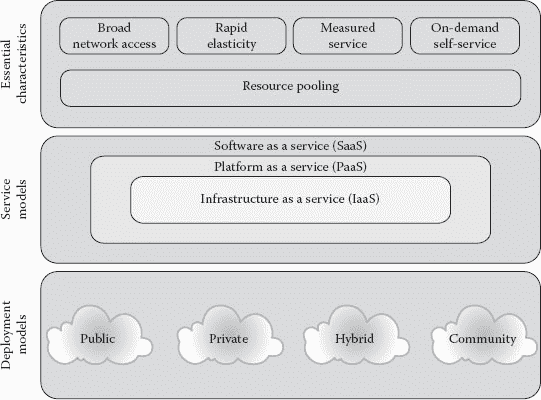 Essential
characteristics
Broad
network access
Rapid
elasticity
Measured
service
On-demand
self-service
Resource pooling
Service
models
Software as a service (SaaS)
Platform as a service (PaaS)
Infrastructure as a service (IaaS)
Deployment
models
Public
Private
Hybrid
Community